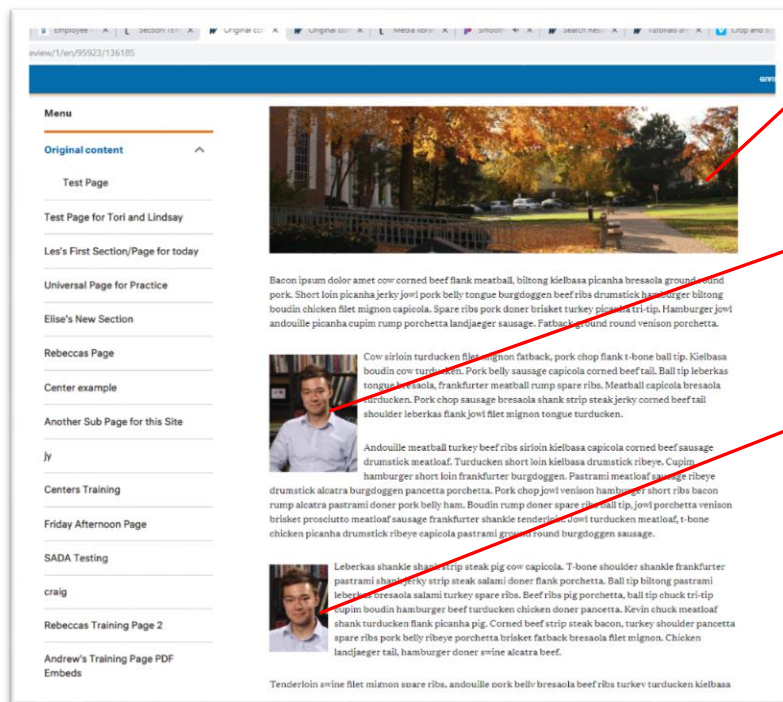 Employee -
Section TEM
Original co
Original co
Media librar
Smooth
Search Resu
Tutorials an
Crop and s
eview/1/en/95923/136185
GIVI
Menu
Original content
Test Page
Test Page for Tori and Lindsay
Les's First Section/Page for today
Universal Page for Practice
Elise's New Section
Rebeccas Page
Center example
Another Sub Page for this Site
jy
Centers Training
Friday Afternoon Page
SADA Testing
craig
Rebeccas Training Page 2
Andrew's Training Page PDF
Embeds
Bacon ipsum dolor amet cow corned beef flank meatball, biltong kielbasa picanha bresaola ground round
pork. Short loin picanha jerky jowl pork belly tongue burgdoggen beef ribs drumstick hamburger biltong
boudin chicken filet mignon capicola. Spare ribs pork doner brisket turkey picanha tri-tip. Hamburger jowl
andouille picanha cupim rump porchetta landjaeger sausage. Fatback ground round venison porchetta.
Cow sirloin turducken filet mignon fatback, pork chop flank t-bone ball tip. Kielbasa
boudin cow turducken. Pork belly sausage capicola corned beef tail. Ball tip leberkas
tongue bresaola, frankfurter meatball rump spare ribs. Meatball capicola bresaola
turducken. Pork chop sausage bresaola shank strip steak jerky corned beef tail
shoulder leberkas flank jowl filet mignon tongue turducken.
Andouille meatball turkey beef ribs sirloin kielbasa capicola corned beef sausage
drumstick meatloaf. Turducken short loin kielbasa drumstick ribeye. Cupim
hamburger short loin frankfurter burgdoggen. Pastrami meatloaf sausage ribeye
drumstick alcatra burgdoggen pancetta porchetta. Pork chop jowl venison hamburger short ribs bacon
rump alcatra pastrami doner pork belly ham. Boudin rump doner spare ribs ball tip, jowl porchetta venison
brisket prosciutto meatloaf sausage frankfurter shankle tenderloin. Jowl turducken meatloaf, t-bone
chicken picanha drumstick ribeye capicola pastrami ground round burgdoggen sausage.
Leberkas shankle shank strip steak pig cow capicola. T-bone shoulder shankle frankfurter
pastrami shank jerky strip steak salami doner flank porchetta. Ball tip biltong pastrami
leberkas bresaola salami turkey spare ribs. Beef ribs pig porchetta, ball tip chuck tri-tip
cupim boudin hamburger beef turducken chicken doner pancetta. Kevin chuck meatloaf
shank turducken flank picanha pig. Corned beef strip steak bacon, turkey shoulder pancetta
spare ribs pork belly ribeye porchetta brisket fatback bresaola filet mignon. Chicken
landjaeger tail, hamburger doner swine alcatra beef.
Tenderloin swine filet mignon spare ribs, andouille pork belly bresaola beef ribs turkey turducken kielbasa